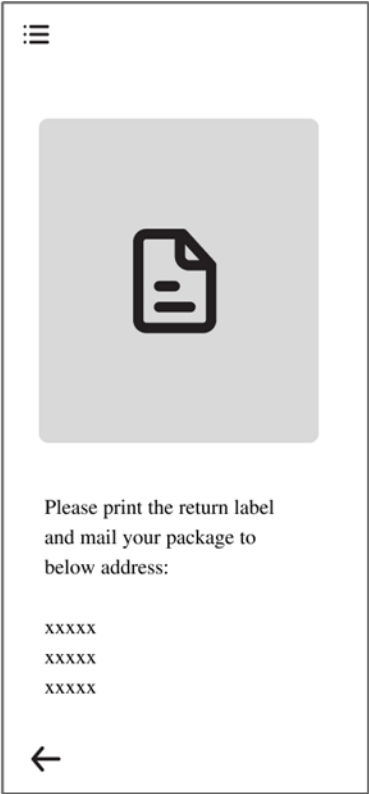 Please print the return label
and mail your package to
below address:
xxxxx
xxxxx
xxxxx